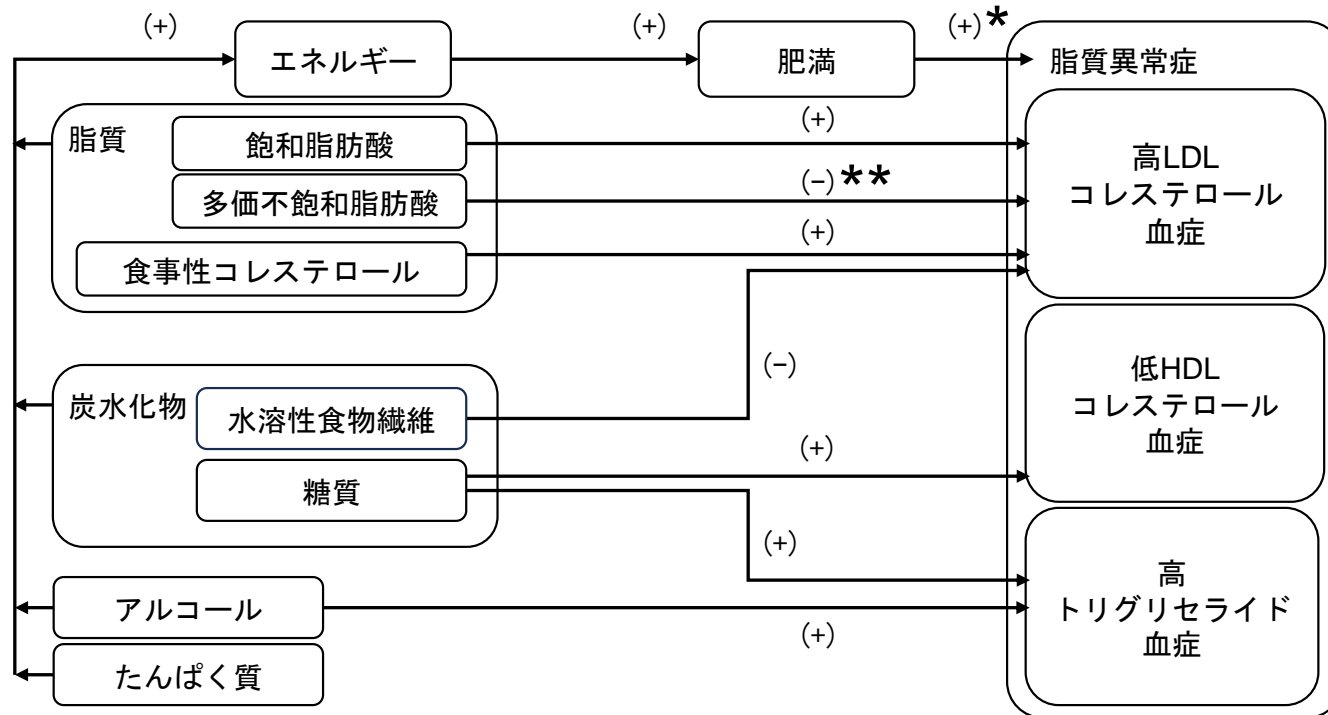 (+)
(+)
(+)*
エネルギー
肥満
脂質異常症
脂質
飽和脂肪酸
(+)
多価不飽和脂肪酸
(−)**
食事性コレステロール
(+)
高LDL
コレステロール
血症
炭水化物
水溶性食物繊維
(−)
糖質
(+)
(+)
低HDL
コレステロール
血症
アルコール
(+)
たんぱく質
高
トリグリセライド
血症